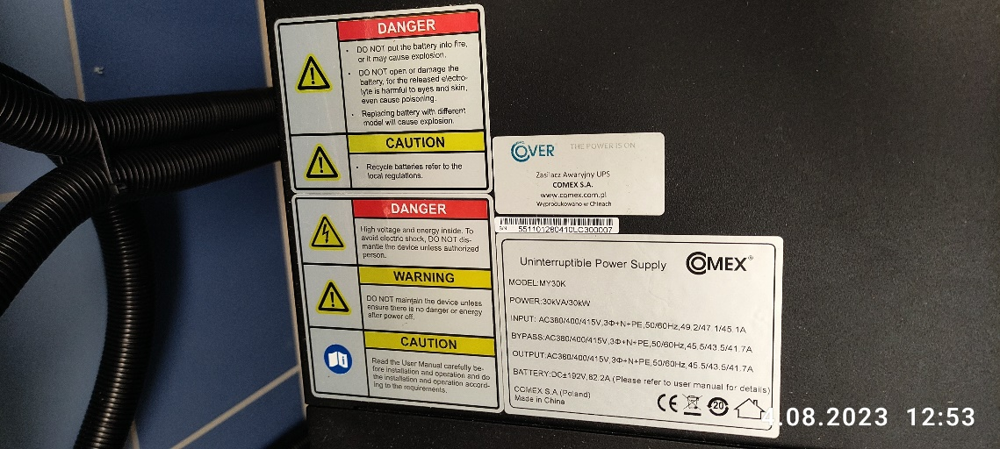 DANGER
• DO NOT put the battery into fire,
or it may cause explosion.
• DO NOT open or damage the
battery, for the released electro-
lyte is harmful to eyes and skin,
even cause poisoning.
• Replacing battery with different
model will cause explosion.
CAUTION
• Recycle batteries refer to the
local regulations.
DANGER
High voltage and energy inside. To
avoid electric shock, DO NOT dis-
mantle the device unless authorized
person.
WARNING
DO NOT maintain the device unless
ensure there is no danger or energy
after power off.
CAUTION
Read the User Manual carefully be-
fore installation and operation and do
the installation and operation accord-
ing to the requirements.
COVER THE POWER IS ON
Zasilacz Awaryjny UPS
COMEX S.A.
www.comex.com.pl
Wyprodukowano w Chinach
S/N 551101280410LC300007
Uninterruptible Power Supply COMEX®
MODEL:MY30K
POWER:30kVA/30kW
INPUT: AC380/400/415V,3Φ+N+PE,50/60Hz,49.2/47.1/45.1A
BYPASS:AC380/400/415V,3Φ+N+PE,50/60Hz,45.5/43.5/41.7A
OUTPUT:AC380/400/415V,3Φ+N+PE,50/60Hz,45.5/43.5/41.7A
BATTERY:DC±192V,82.2A (Please refer to user manual for details)
COMEX S.A (Poland)
Made in China
CE 20
4.08.2023 12:53